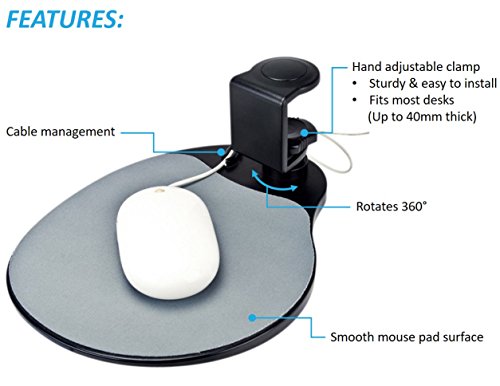 FEATURES:
Hand adjustable clamp
• Sturdy & easy to install
• Fits most desks
(Up to 40mm thick)
Cable management
Rotates 360°
Smooth mouse pad surface